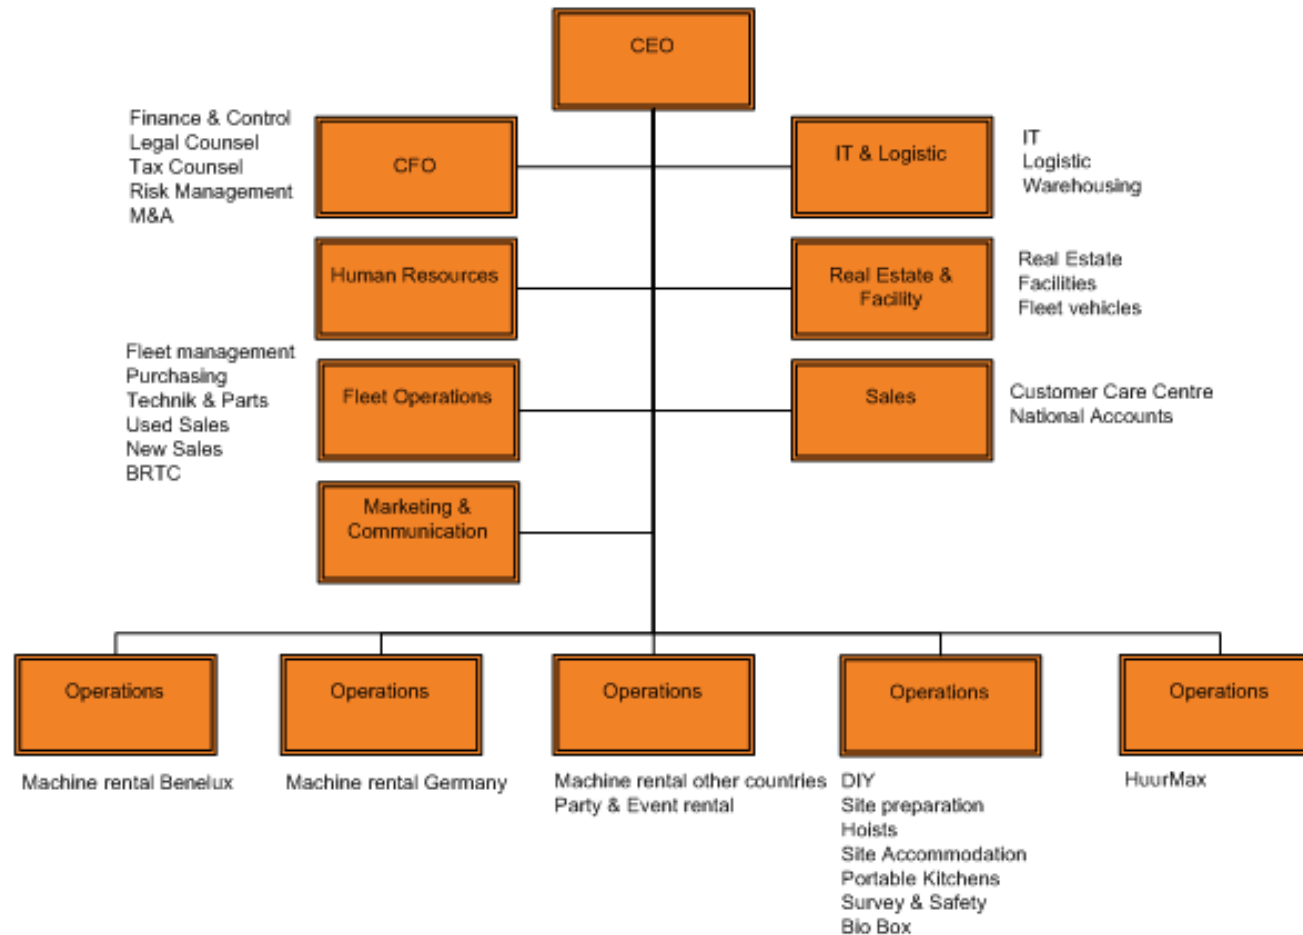 CEO
Finance & Control
Legal Counsel
Tax Counsel
Risk Management
M&A
CFO
IT & Logistic
IT
Logistic
Warehousing
Human Resources
Real Estate &
Facility
Real Estate
Facilities
Fleet vehicles
Fleet management
Purchasing
Technik & Parts
Used Sales
New Sales
BRTC
Fleet Operations
Sales
Customer Care Centre
National Accounts
Marketing &
Communication
Operations
Machine rental Benelux
Operations
Machine rental Germany
Operations
Machine rental other countries
Party & Event rental
Operations
DIY
Site preparation
Hoists
Site Accommodation
Portable Kitchens
Survey & Safety
Bio Box
Operations
HuurMax